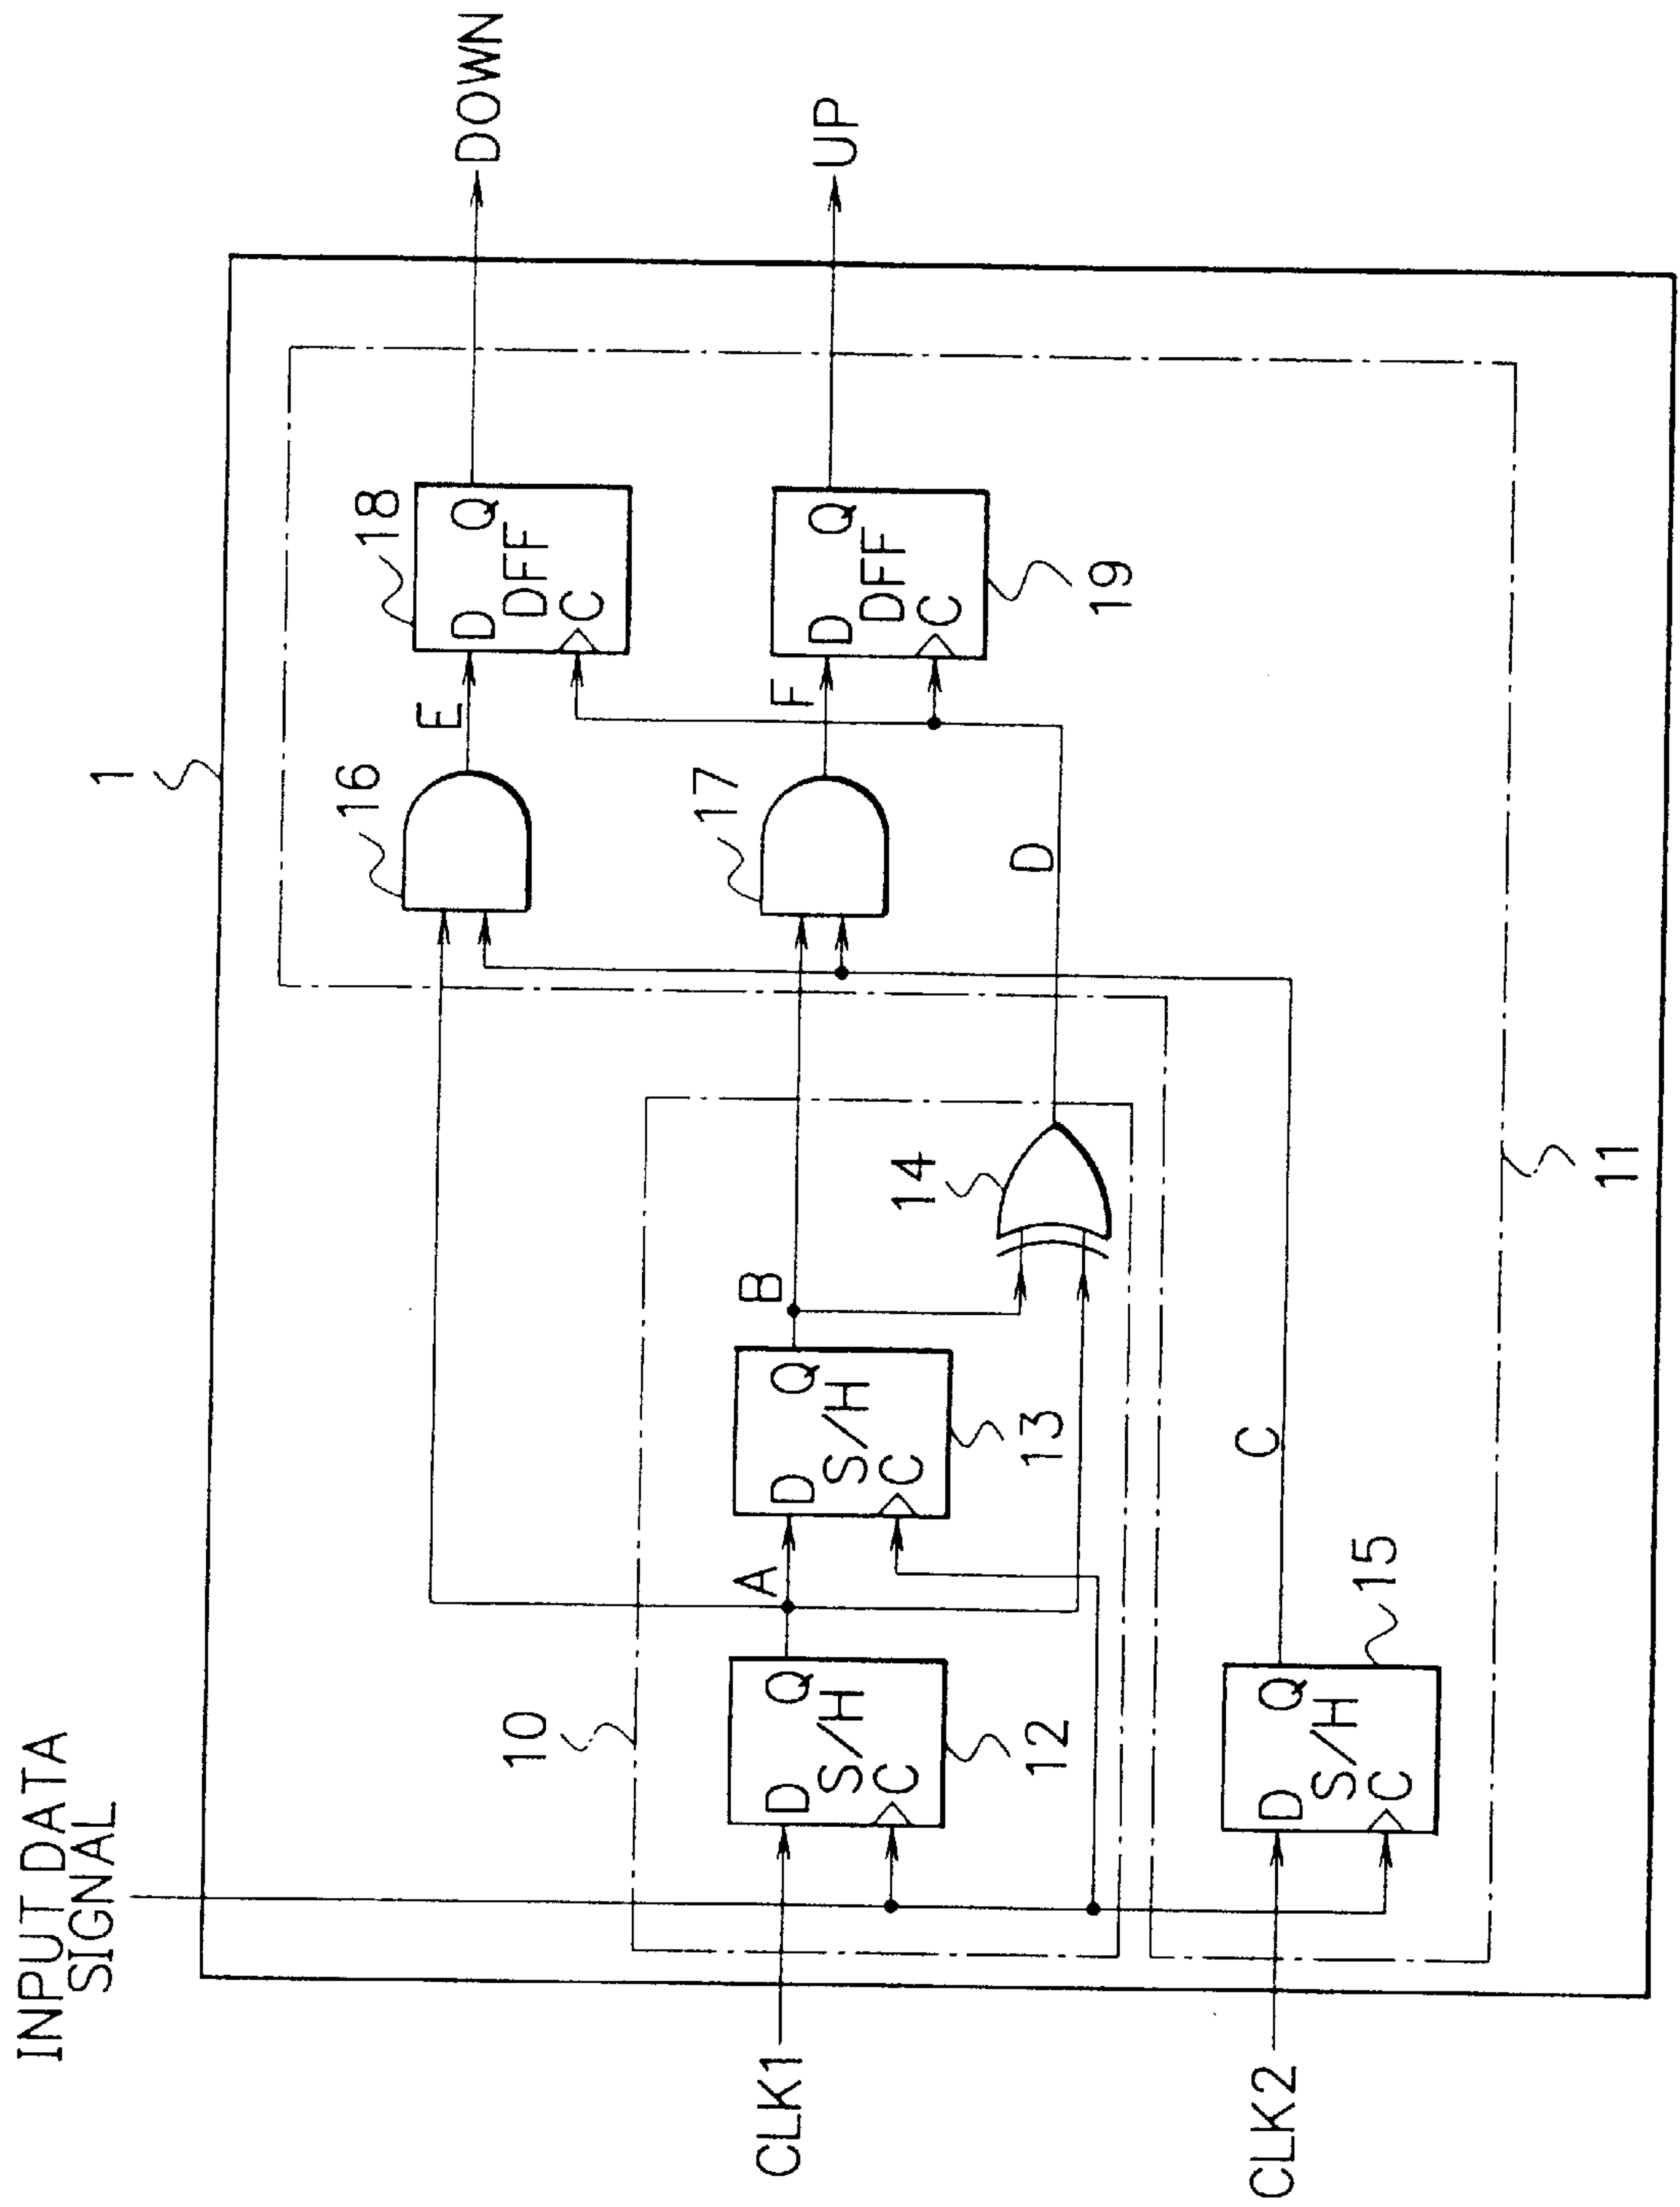 INPUT DATA
SIGNAL
1
10
11
CLK1
D Q
S/H
C
12
A
D Q
S/H
C
13
B
14
D
CLK2
D Q
S/H
C
15
C
16
E
17
F
18
D Q
DFF
C
DOWN
D Q
DFF
C
19
UP